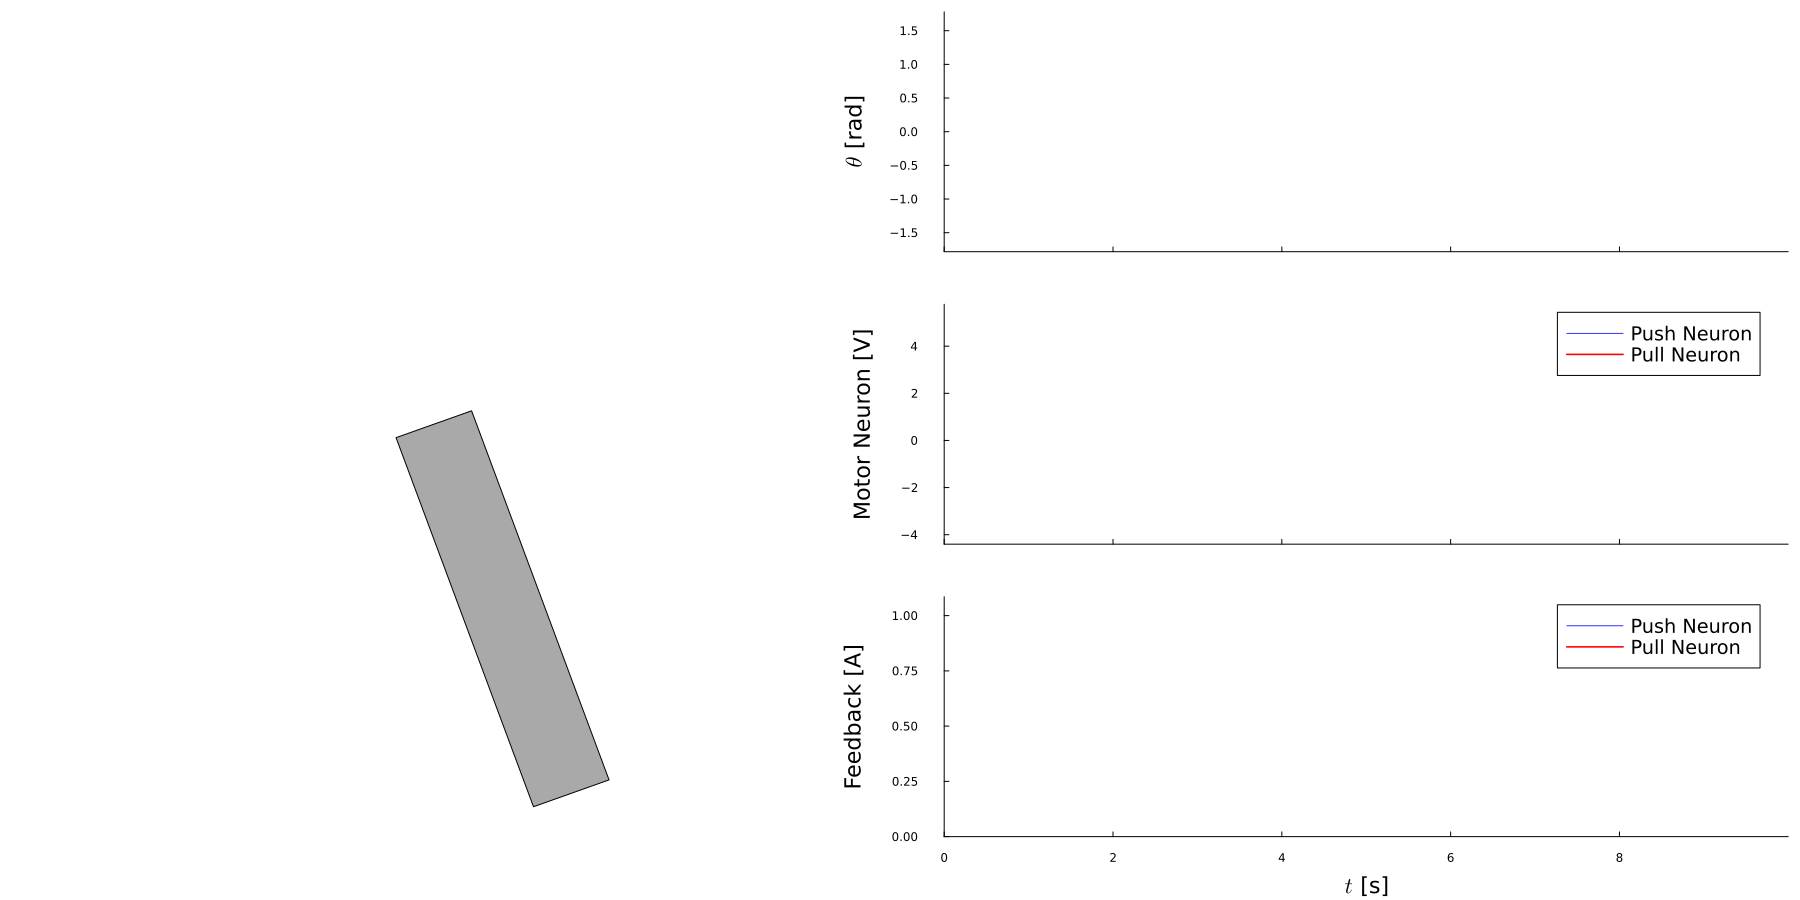 1.5
1.0
0.5
0.0
−0.5
−1.0
−1.5
θ [rad]
4
2
0
−2
−4
Motor Neuron [V]
Push Neuron
Pull Neuron
1.00
0.75
0.50
0.25
0.00
Feedback [A]
Push Neuron
Pull Neuron
0 2 4 6 8
t [s]